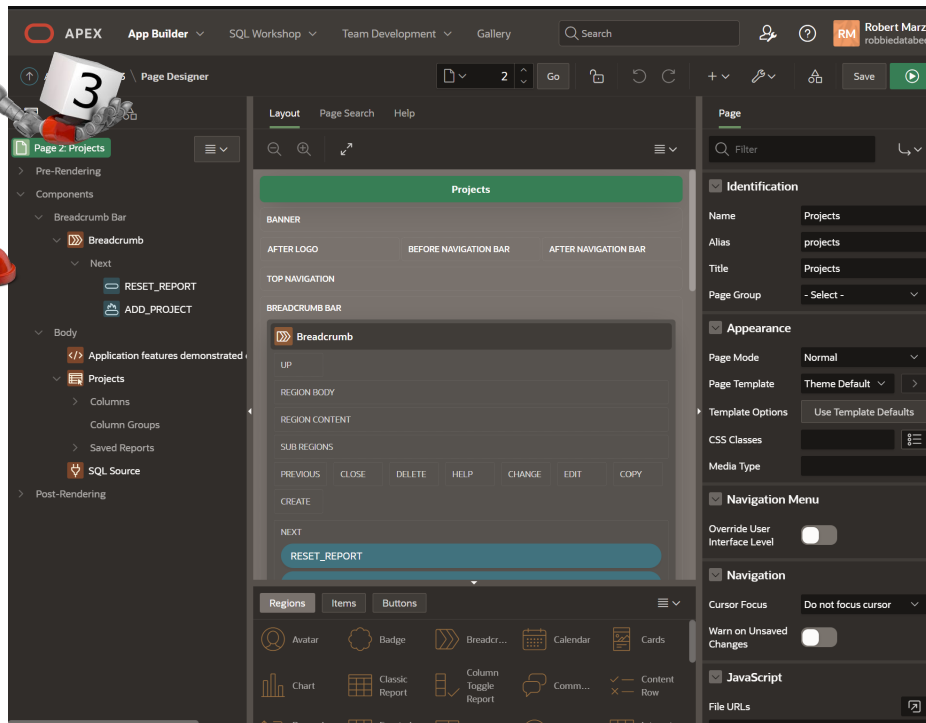 APEX App Builder SQL Workshop Team Development Gallery Search RM Robert Marz
robbiedatabee
\ Page Designer 2 Go Save
3
Page 2: Projects
Pre-Rendering
Components
Breadcrumb Bar
Breadcrumb
Next
RESET_REPORT
ADD_PROJECT
Body
</> Application features demonstrated
Projects
Columns
Column Groups
Saved Reports
SQL Source
Post-Rendering
Layout Page Search Help
Projects
BANNER
AFTER LOGO BEFORE NAVIGATION BAR AFTER NAVIGATION BAR
TOP NAVIGATION
BREADCRUMB BAR
Breadcrumb
UP
REGION BODY
REGION CONTENT
SUB REGIONS
PREVIOUS CLOSE DELETE HELP CHANGE EDIT COPY
CREATE
NEXT
RESET_REPORT
Regions Items Buttons
Avatar Badge Breadcr... Calendar Cards
Chart Classic Report Column Toggle Report Comm... Content Row
Page
Filter
Identification
Name Projects
Alias projects
Title Projects
Page Group - Select -
Appearance
Page Mode Normal
Page Template Theme Default
Template Options Use Template Defaults
CSS Classes
Media Type
Navigation Menu
Override User
Interface Level
Navigation
Cursor Focus Do not focus cursor
Warn on Unsaved
Changes
JavaScript
File URLs